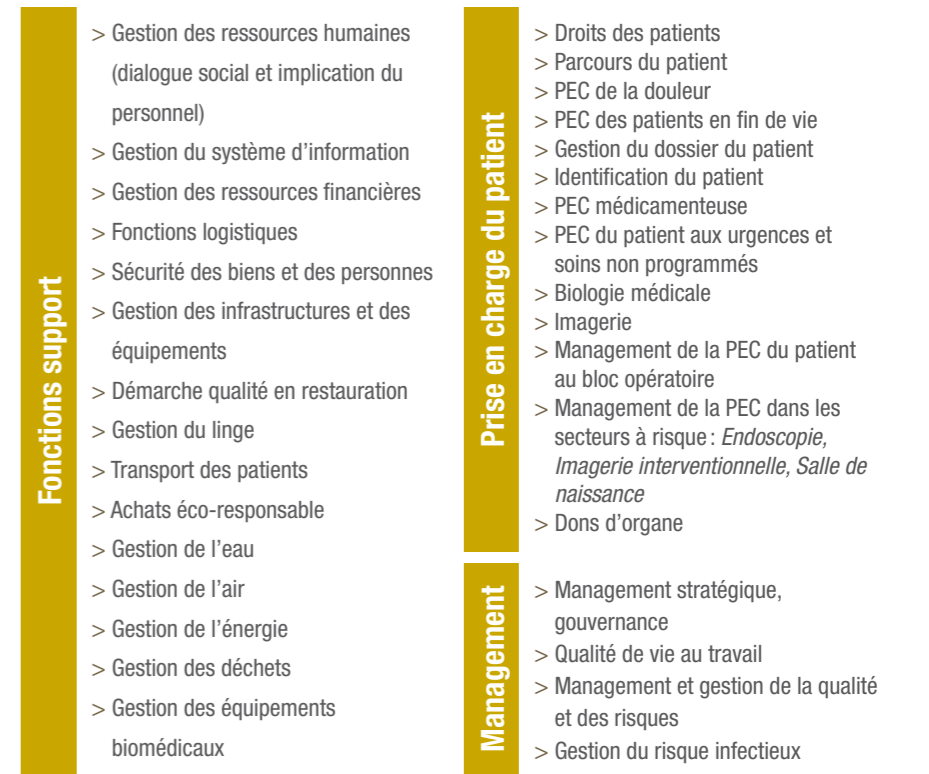 Fonctions support
> Gestion des ressources humaines
(dialogue social et implication du
personnel)
> Gestion du système d’information
> Gestion des ressources financières
> Fonctions logistiques
> Sécurité des biens et des personnes
> Gestion des infrastructures et des
équipements
> Démarche qualité en restauration
> Gestion du linge
> Transport des patients
> Achats éco-responsable
> Gestion de l’eau
> Gestion de l’air
> Gestion de l’énergie
> Gestion des déchets
> Gestion des équipements
biomédicaux
Prise en charge du patient
> Droits des patients
> Parcours du patient
> PEC de la douleur
> PEC des patients en fin de vie
> Gestion du dossier du patient
> Identification du patient
> PEC médicamenteuse
> PEC du patient aux urgences et
soins non programmés
> Biologie médicale
> Imagerie
> Management de la PEC du patient
au bloc opératoire
> Management de la PEC dans les
secteurs à risque : Endoscopie,
Imagerie interventionnelle, Salle de
naissance
> Dons d’organe
Management
> Management stratégique,
gouvernance
> Qualité de vie au travail
> Management et gestion de la qualité
et des risques
> Gestion du risque infectieux